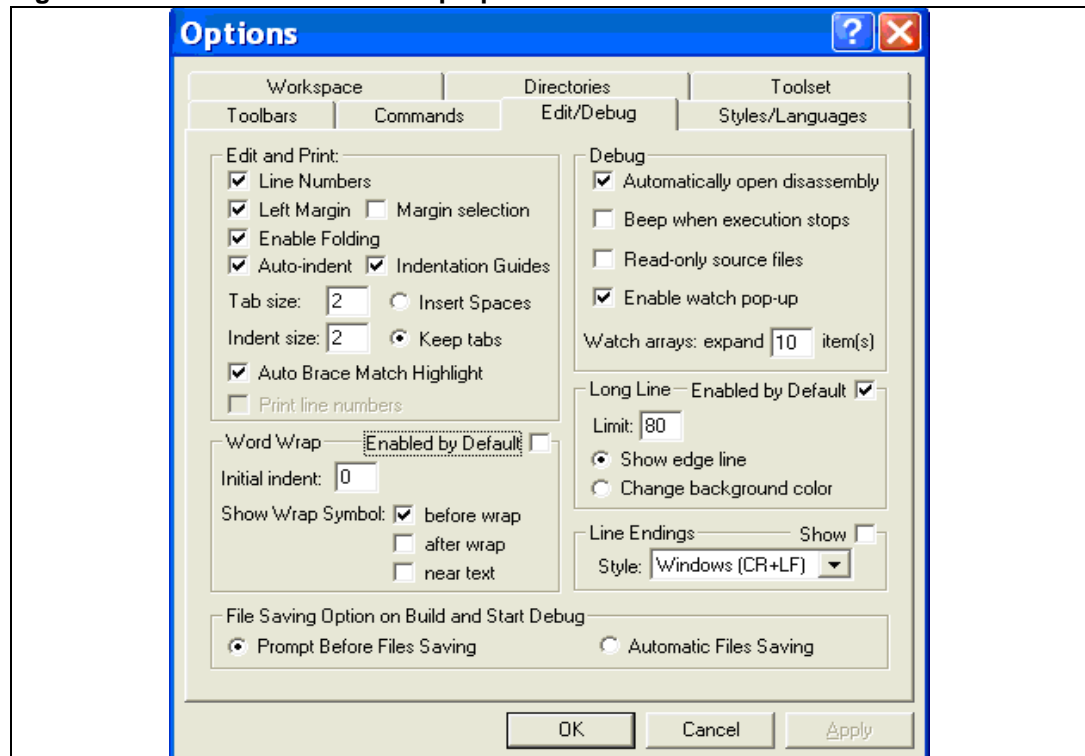 Options
Workspace Directories Toolset
Toolbars Commands Edit/Debug Styles/Languages
Edit and Print:
Line Numbers
Left Margin Margin selection
Enable Folding
Auto-indent Indentation Guides
Tab size: 2 Insert Spaces
Indent size: 2 Keep tabs
Auto Brace Match Highlight
Print line numbers
Word Wrap Enabled by Default
Initial indent: 0
Show Wrap Symbol: before wrap
after wrap
near text
Debug
Automatically open disassembly
Beep when execution stops
Read-only source files
Enable watch pop-up
Watch arrays: expand 10 item(s)
Long Line Enabled by Default
Limit: 80
Show edge line
Change background color
Line Endings Show
Style: Windows (CR+LF)
File Saving Option on Build and Start Debug
Prompt Before Files Saving Automatic Files Saving
OK Cancel Apply